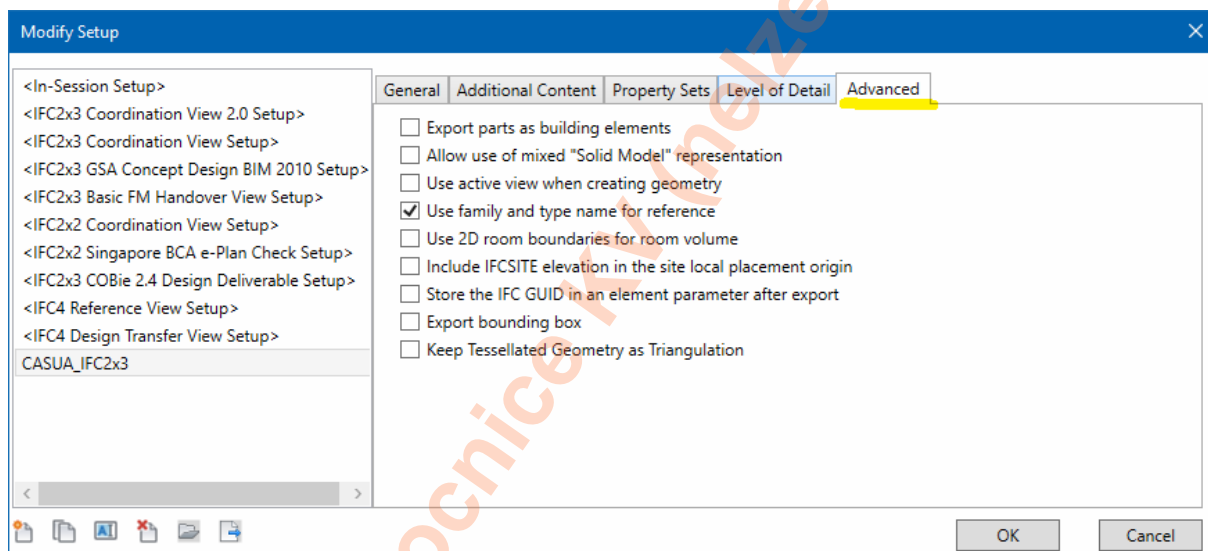 Modify Setup
<In-Session Setup>
<IFC2x3 Coordination View 2.0 Setup>
<IFC2x3 Coordination View Setup>
<IFC2x3 GSA Concept Design BIM 2010 Setup>
<IFC2x3 Basic FM Handover View Setup>
<IFC2x2 Coordination View Setup>
<IFC2x2 Singapore BCA e-Plan Check Setup>
<IFC2x3 COBie 2.4 Design Deliverable Setup>
<IFC4 Reference View Setup>
<IFC4 Design Transfer View Setup>
CASUA_IFC2x3
General Additional Content Property Sets Level of Detail Advanced
Export parts as building elements
Allow use of mixed "Solid Model" representation
Use active view when creating geometry
Use family and type name for reference
Use 2D room boundaries for room volume
Include IFCSITE elevation in the site local placement origin
Store the IFC GUID in an element parameter after export
Export bounding box
Keep Tessellated Geometry as Triangulation
OK Cancel
KV